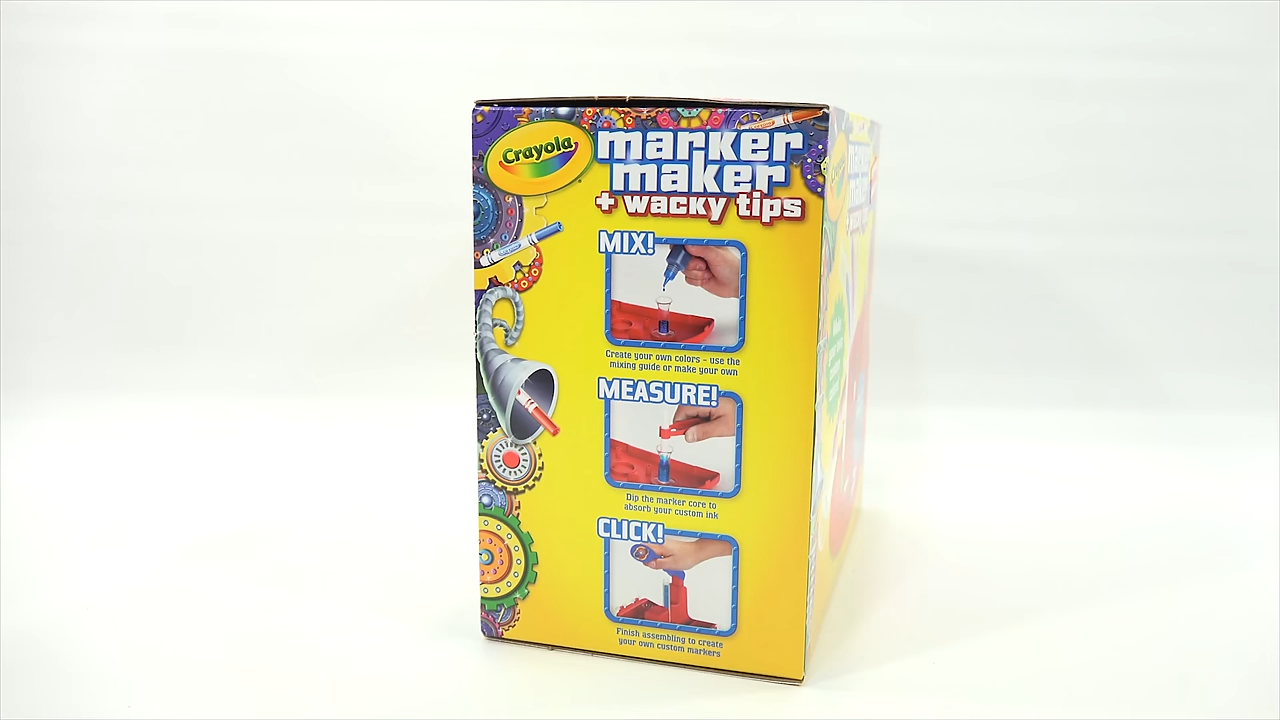 Crayola
marker
maker
+ wacky tips
MIX!
Create your own colors – use the
mixing guide or make your own
MEASURE!
Dip the marker core to
absorb your custom ink
CLICK!
Finish assembling to create
your own custom markers